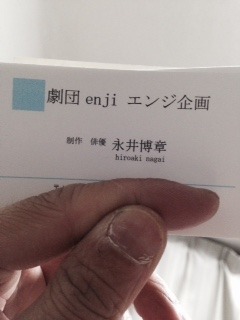 劇団 enji エンジ企画
制作 俳優 永井博章
hiroaki nagai